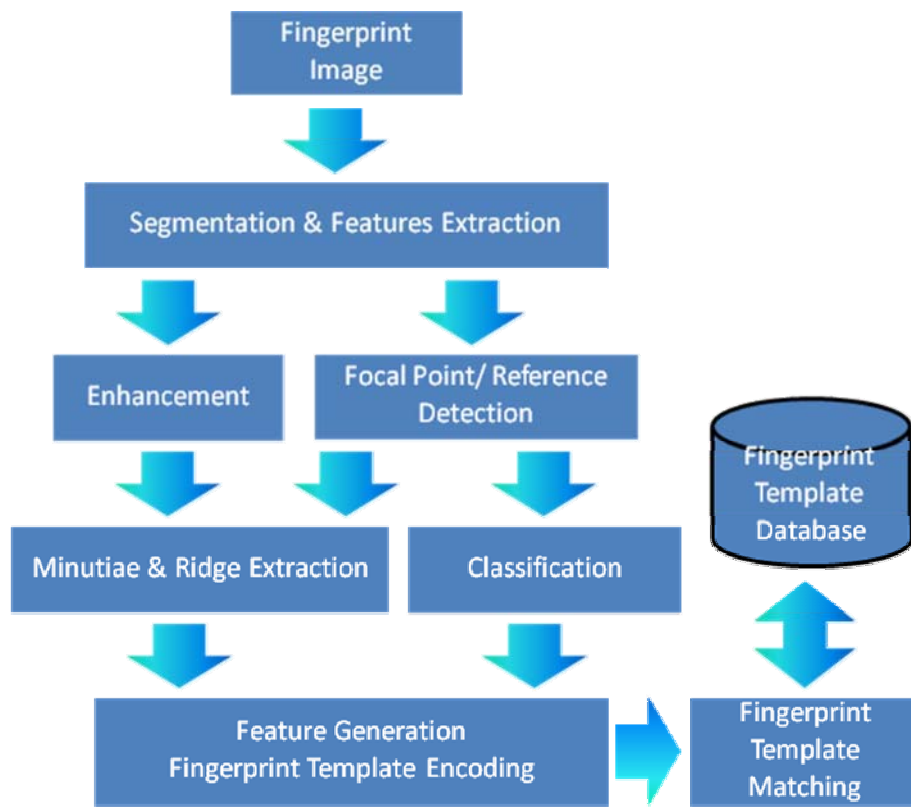 Fingerprint
Image
Segmentation & Features Extraction
Enhancement
Focal Point/ Reference
Detection
Minutiae & Ridge Extraction
Classification
Fingerprint
Template
Database
Feature Generation
Fingerprint Template Encoding
Fingerprint
Template
Matching